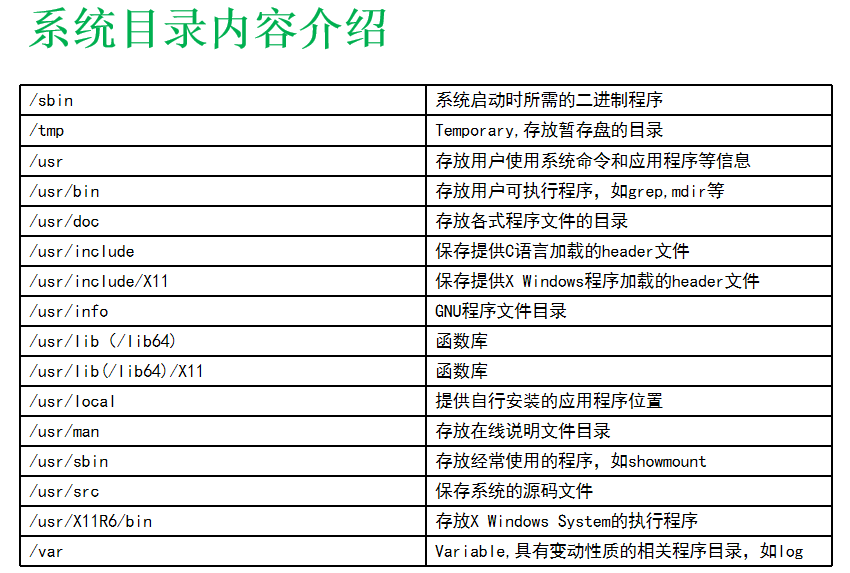 系统目录内容介绍
/sbin 系统启动时所需的二进制程序
/tmp Temporary,存放暂存盘的目录
/usr 存放用户使用系统命令和应用程序等信息
/usr/bin 存放用户可执行程序，如grep,mdir等
/usr/doc 存放各式程序文件的目录
/usr/include 保存提供C语言加载的header文件
/usr/include/X11 保存提供X Windows程序加载的header文件
/usr/info GNU程序文件目录
/usr/lib（/lib64) 函数库
/usr/lib(/lib64)/X11 函数库
/usr/local 提供自行安装的应用程序位置
/usr/man 存放在线说明文件目录
/usr/sbin 存放经常使用的程序，如showmount
/usr/src 保存系统的源码文件
/usr/X11R6/bin 存放X Windows System的执行程序
/var Variable,具有变动性质的相关程序目录，如log